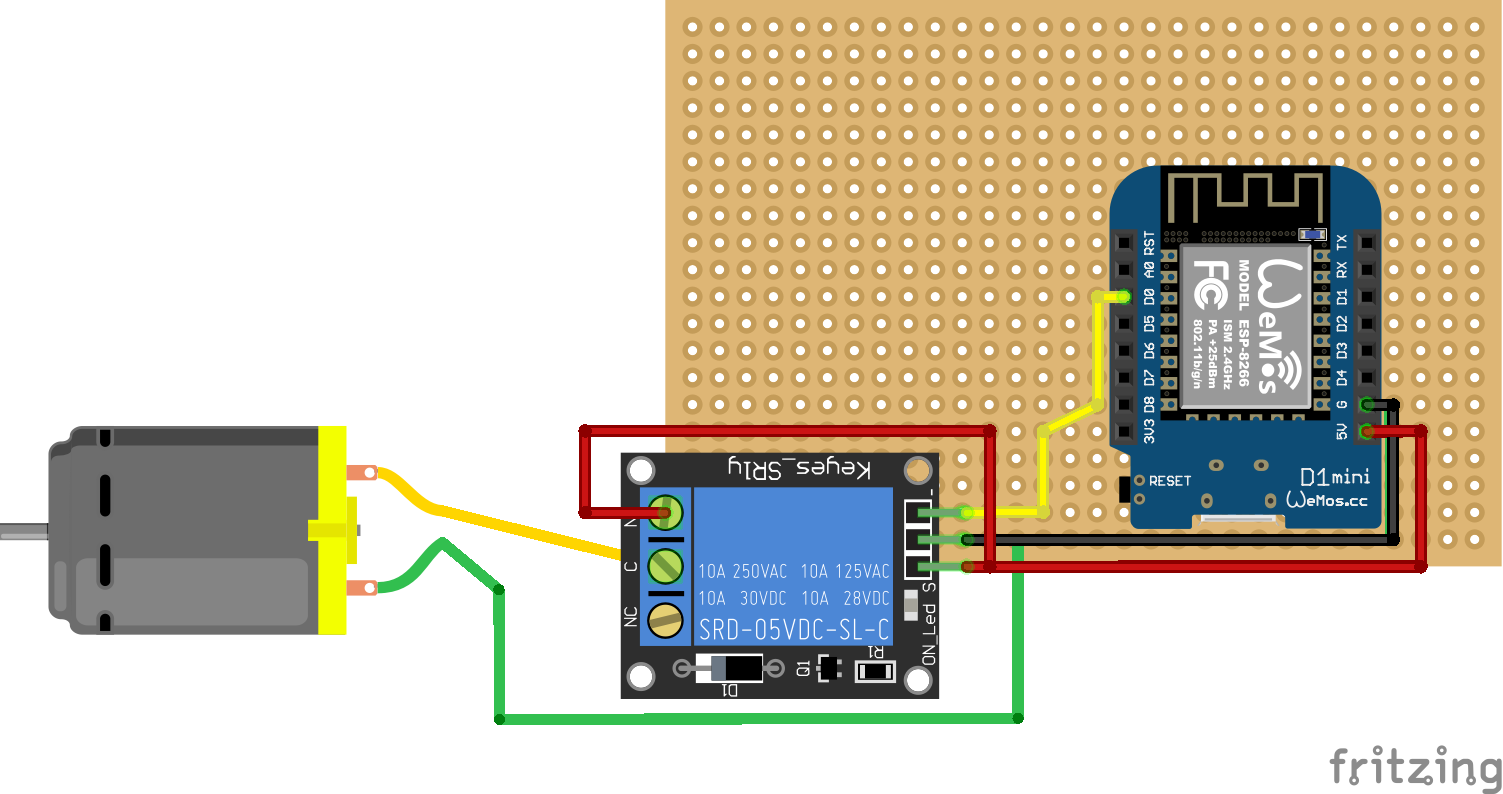 RST
A0
D0
D5
D6
D7
D8
3V3
TX
RX
D1
D2
D3
D4
G
5V
WeMos
MODEL ESP-8266
ISM 2.4GHz
PA +25dBm
802.11b/g/n
FC
RESET
D1mini
WeMos.cc
Keyes_SR1y
N
C
NC
10A 250VAC 10A 125VAC
10A 30VDC 10A 28VDC
SRD-05VDC-SL-C
-
S
ON_Led
D1
Q1
R1
fritzing